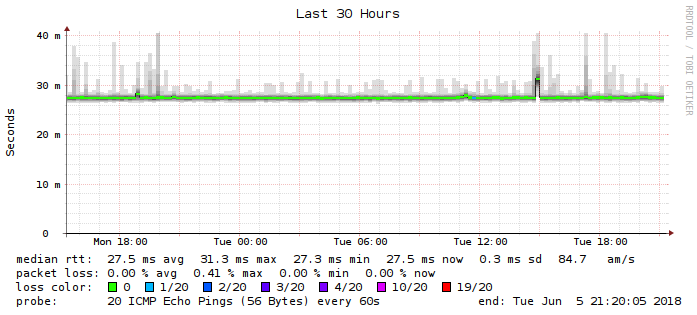 Last 30 Hours
RRDTOOL / TOBI OETIKER
Seconds
40 m
30 m
20 m
10 m
0
Mon 18:00 Tue 00:00 Tue 06:00 Tue 12:00 Tue 18:00
median rtt: 27.5 ms avg 31.3 ms max 27.3 ms min 27.5 ms now 0.3 ms sd 84.7 am/s
packet loss: 0.00 % avg 0.41 % max 0.00 % min 0.00 % now
loss color: 0 1/20 2/20 3/20 4/20 10/20 19/20
probe: 20 ICMP Echo Pings (56 Bytes) every 60s end: Tue Jun 5 21:20:05 2018